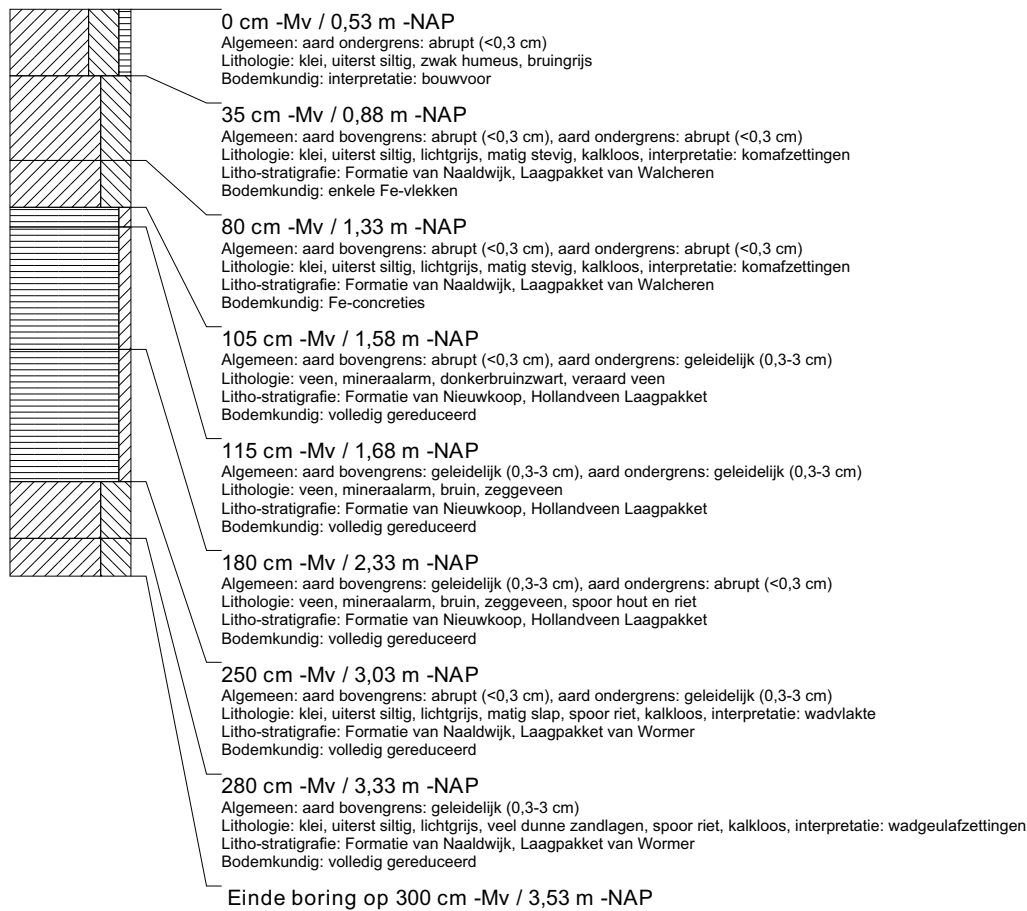 0 cm -Mv / 0,53 m -NAP
Algemeen: aard ondergrens: abrupt (<0,3 cm)
Lithologie: klei, uiterst siltig, zwak humeus, bruingrijs
Bodemkundig: interpretatie: bouwvoor
35 cm -Mv / 0,88 m -NAP
Algemeen: aard bovengrens: abrupt (<0,3 cm), aard ondergrens: abrupt (<0,3 cm)
Lithologie: klei, uiterst siltig, lichtgrijs, matig stevig, kalkloos, interpretatie: komafzettingen
Litho-stratigrafie: Formatie van Naaldwijk, Laagpakket van Walcheren
Bodemkundig: enkele Fe-vlekken
80 cm -Mv / 1,33 m -NAP
Algemeen: aard bovengrens: abrupt (<0,3 cm), aard ondergrens: abrupt (<0,3 cm)
Lithologie: klei, uiterst siltig, lichtgrijs, matig stevig, kalkloos, interpretatie: komafzettingen
Litho-stratigrafie: Formatie van Naaldwijk, Laagpakket van Walcheren
Bodemkundig: Fe-concreties
105 cm -Mv / 1,58 m -NAP
Algemeen: aard bovengrens: abrupt (<0,3 cm), aard ondergrens: geleidelijk (0,3-3 cm)
Lithologie: veen, mineraalarm, donkerbruinzwart, veraard veen
Litho-stratigrafie: Formatie van Nieuwkoop, Hollandveen Laagpakket
Bodemkundig: volledig gereduceerd
115 cm -Mv / 1,68 m -NAP
Algemeen: aard bovengrens: geleidelijk (0,3-3 cm), aard ondergrens: geleidelijk (0,3-3 cm)
Lithologie: veen, mineraalarm, bruin, zeggeveen
Litho-stratigrafie: Formatie van Nieuwkoop, Hollandveen Laagpakket
Bodemkundig: volledig gereduceerd
180 cm -Mv / 2,33 m -NAP
Algemeen: aard bovengrens: geleidelijk (0,3-3 cm), aard ondergrens: abrupt (<0,3 cm)
Lithologie: veen, mineraalarm, bruin, zeggeveen, spoor hout en riet
Litho-stratigrafie: Formatie van Nieuwkoop, Hollandveen Laagpakket
Bodemkundig: volledig gereduceerd
250 cm -Mv / 3,03 m -NAP
Algemeen: aard bovengrens: abrupt (<0,3 cm), aard ondergrens: geleidelijk (0,3-3 cm)
Lithologie: klei, uiterst siltig, lichtgrijs, matig slap, spoor riet, kalkloos, interpretatie: wadvlakte
Litho-stratigrafie: Formatie van Naaldwijk, Laagpakket van Wormer
Bodemkundig: volledig gereduceerd
280 cm -Mv / 3,33 m -NAP
Algemeen: aard bovengrens: geleidelijk (0,3-3 cm)
Lithologie: klei, uiterst siltig, lichtgrijs, veel dunne zandlagen, spoor riet, kalkloos, interpretatie: wadgeulafzettingen
Litho-stratigrafie: Formatie van Naaldwijk, Laagpakket van Wormer
Bodemkundig: volledig gereduceerd
Einde boring op 300 cm -Mv / 3,53 m -NAP